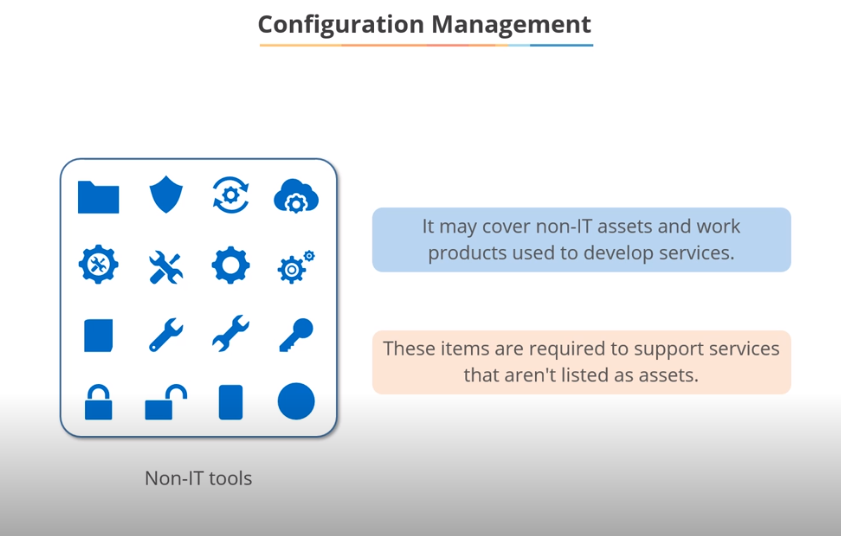 Configuration Management
It may cover non-IT assets and work
products used to develop services.
These items are required to support services
that aren't listed as assets.
Non-IT tools